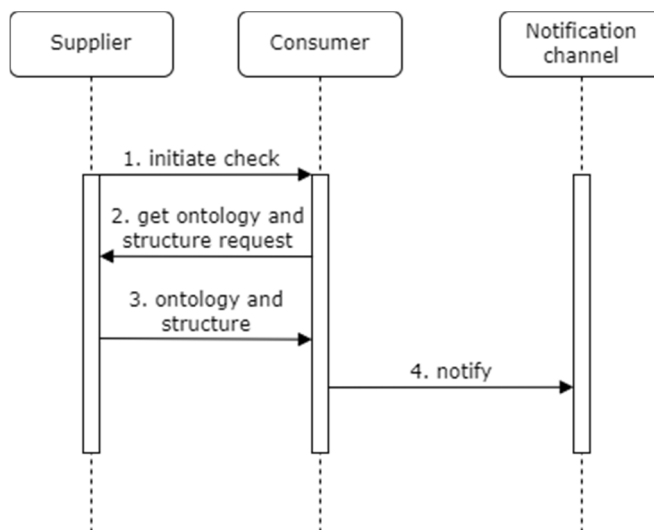 Supplier
Consumer
Notification
channel
1. initiate check
2. get ontology and
structure request
3. ontology and
structure
4. notify